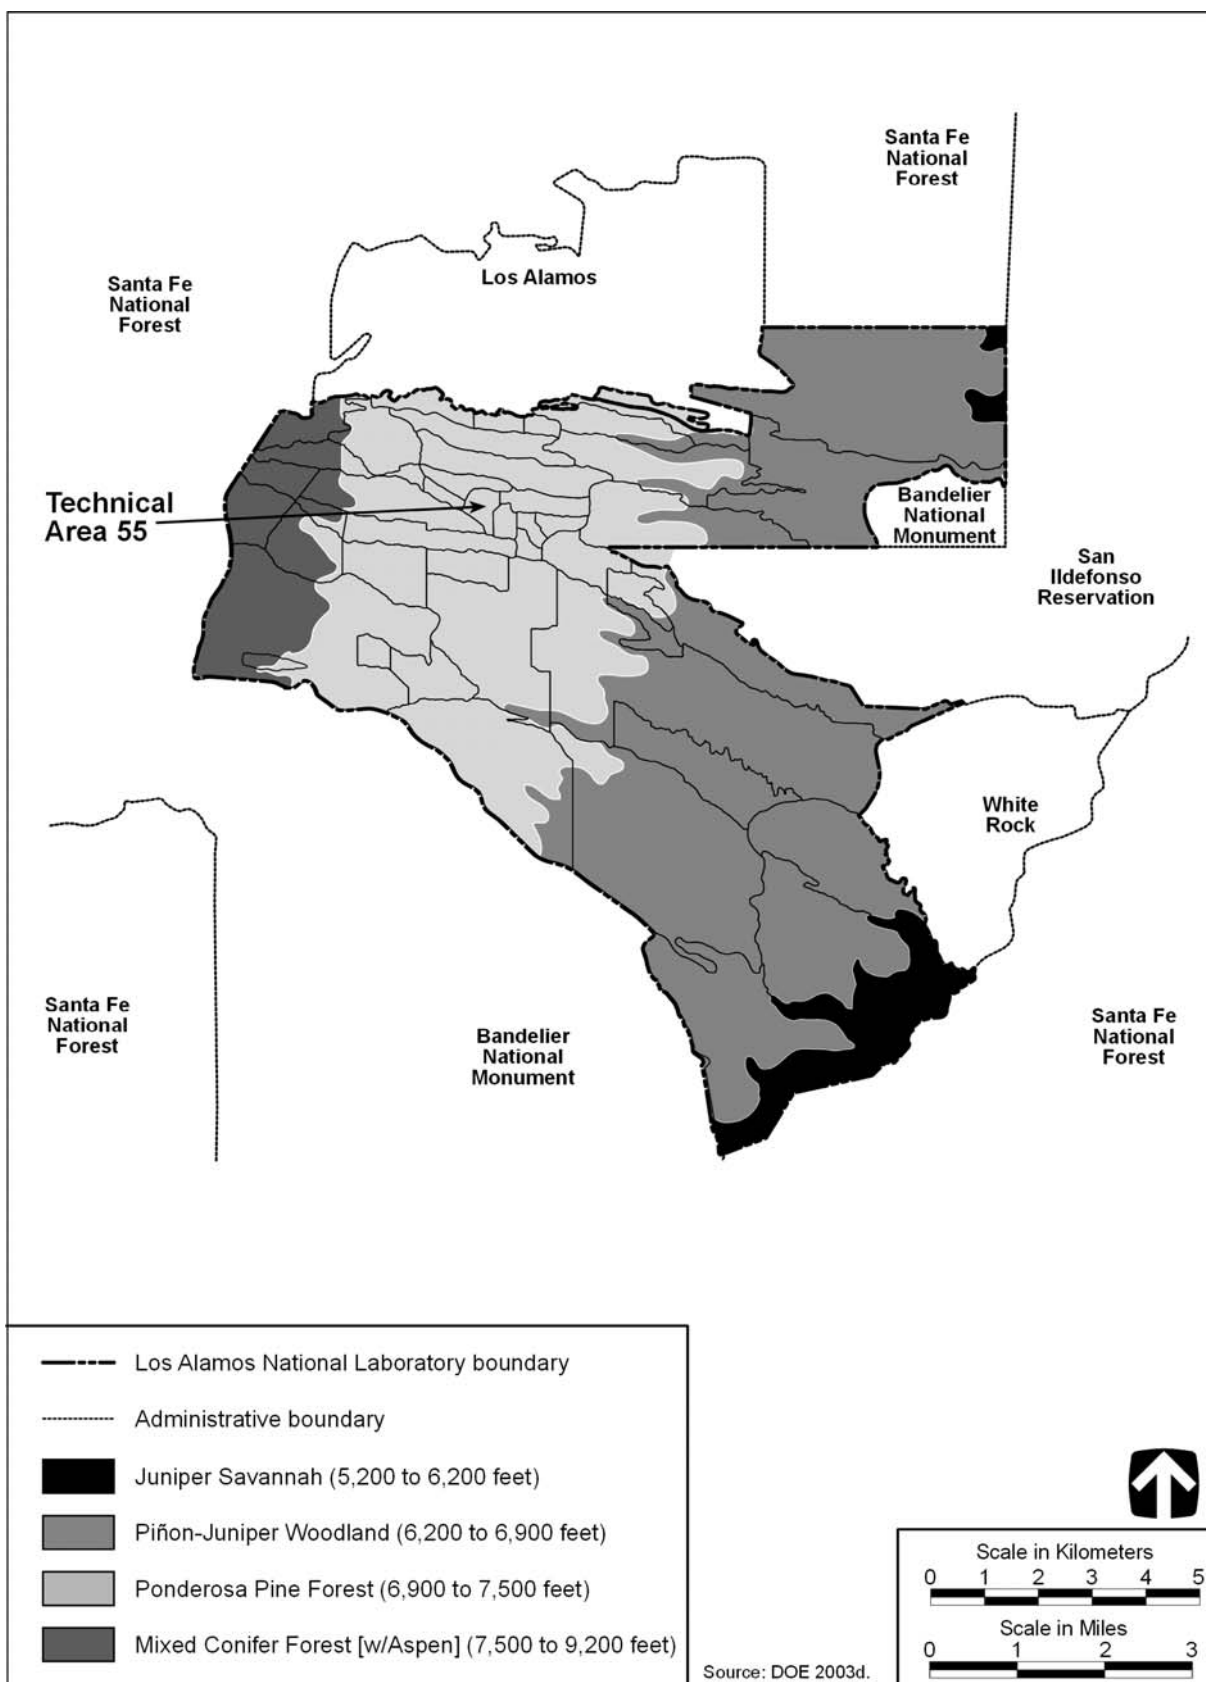 Santa Fe
National
Forest
Los Alamos
Santa Fe
National
Forest
Technical
Area 55
Bandelier
National
Monument
San
Ildefonso
Reservation
White
Rock
Santa Fe
National
Forest
Bandelier
National
Monument
Santa Fe
National
Forest
Los Alamos National Laboratory boundary
Administrative boundary
Juniper Savannah (5,200 to 6,200 feet)
Piñon-Juniper Woodland (6,200 to 6,900 feet)
Ponderosa Pine Forest (6,900 to 7,500 feet)
Mixed Conifer Forest [w/Aspen] (7,500 to 9,200 feet)
Source: DOE 2003d.
Scale in Kilometers
0 1 2 3 4 5
Scale in Miles
0 1 2 3